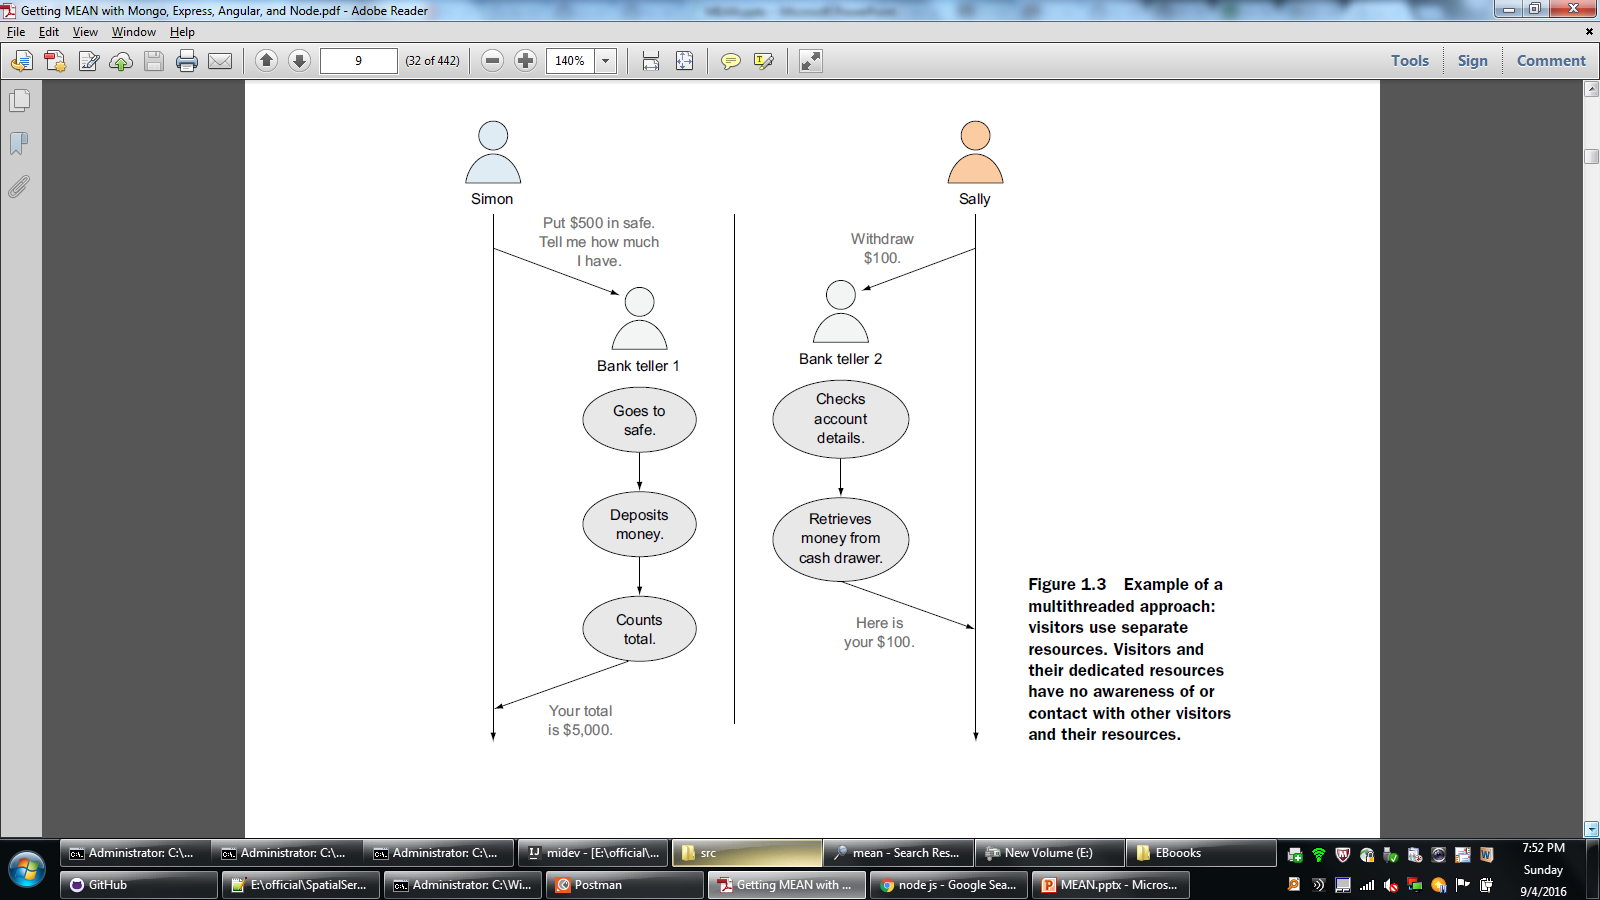 Getting MEAN with Mongo, Express, Angular, and Node.pdf - Adobe Reader
File Edit View Window Help
9 (32 of 442) 140% Tools Sign Comment
Simon
Sally
Put $500 in safe.
Tell me how much
I have.
Withdraw
$100.
Bank teller 1
Bank teller 2
Goes to
safe.
Deposits
money.
Counts
total.
Your total
is $5,000.
Checks
account
details.
Retrieves
money from
cash drawer.
Here is
your $100.
Figure 1.3 Example of a
multithreaded approach:
visitors use separate
resources. Visitors and
their dedicated resources
have no awareness of or
contact with other visitors
and their resources.
Administrator: C:\... Administrator: C:\... Administrator: C:\... midev - [E:\official\... src mean - Search Res... New Volume (E:) EBoooks
GitHub E:\official\SpatialSer... Administrator: C:\Wi... Postman Getting MEAN with ... node js - Google Sea... MEAN.pptx - Micros...
7:52 PM
Sunday
9/4/2016